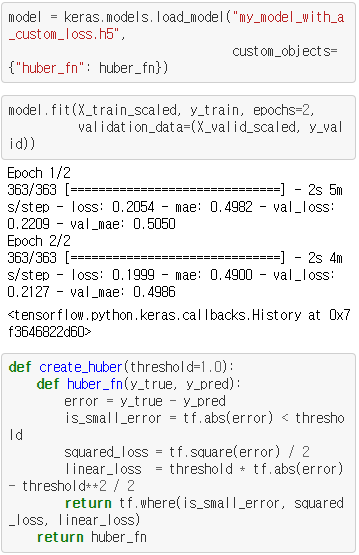 model = keras.models.load_model("my_model_with_a
_custom_loss.h5",
                                custom_objects=
{"huber_fn": huber_fn})
model.fit(X_train_scaled, y_train, epochs=2,
          validation_data=(X_valid_scaled, y_val
id))
Epoch 1/2
363/363 [==============================] - 2s 5m
s/step - loss: 0.2054 - mae: 0.4982 - val_loss:
0.2209 - val_mae: 0.5050
Epoch 2/2
363/363 [==============================] - 2s 4m
s/step - loss: 0.1999 - mae: 0.4900 - val_loss:
0.2127 - val_mae: 0.4986
<tensorflow.python.keras.callbacks.History at 0x7
f3646822d60>
def create_huber(threshold=1.0):
    def huber_fn(y_true, y_pred):
        error = y_true - y_pred
        is_small_error = tf.abs(error) < thresho
ld
        squared_loss = tf.square(error) / 2
        linear_loss  = threshold * tf.abs(error)
- threshold**2 / 2
        return tf.where(is_small_error, squared
_loss, linear_loss)
    return huber_fn